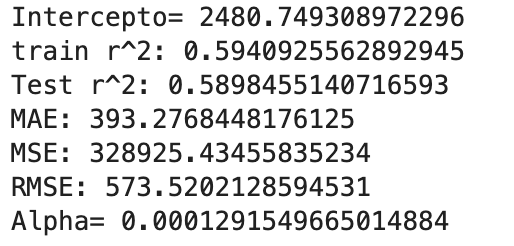 Intercepto= 2480.749308972296
train r^2: 0.5940925562892945
Test r^2: 0.5898455140716593
MAE: 393.2768448176125
MSE: 328925.43455835234
RMSE: 573.5202128594531
Alpha= 0.0001291549665014884